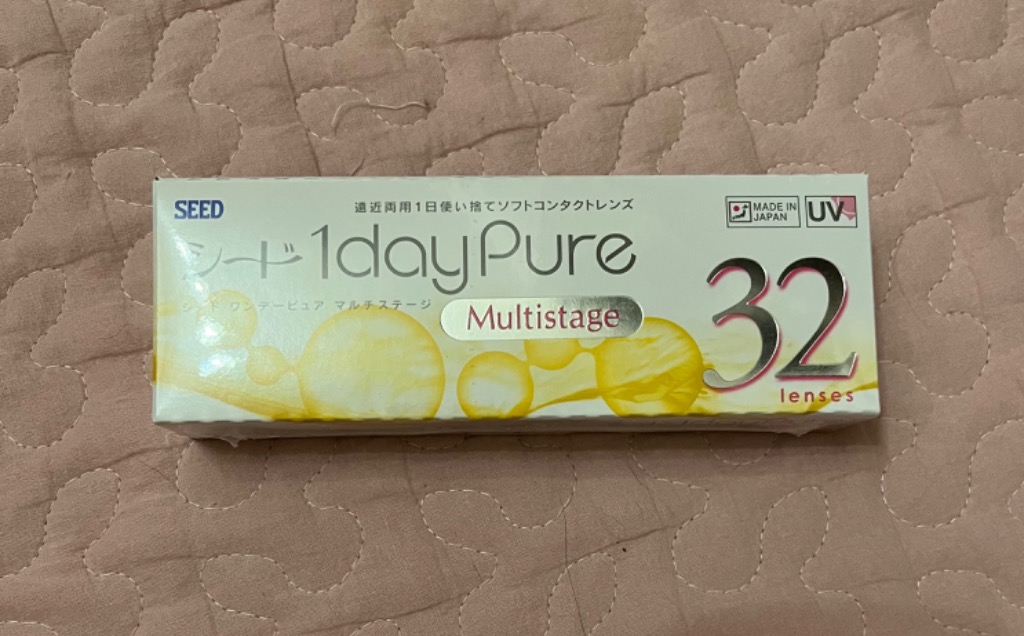 SEED
遠近両用1日使い捨てソフトコンタクトレンズ
MADE IN
JAPAN
UV
シード 1dayPure
シード ワンデーピュア マルチステージ
Multistage
32
lenses